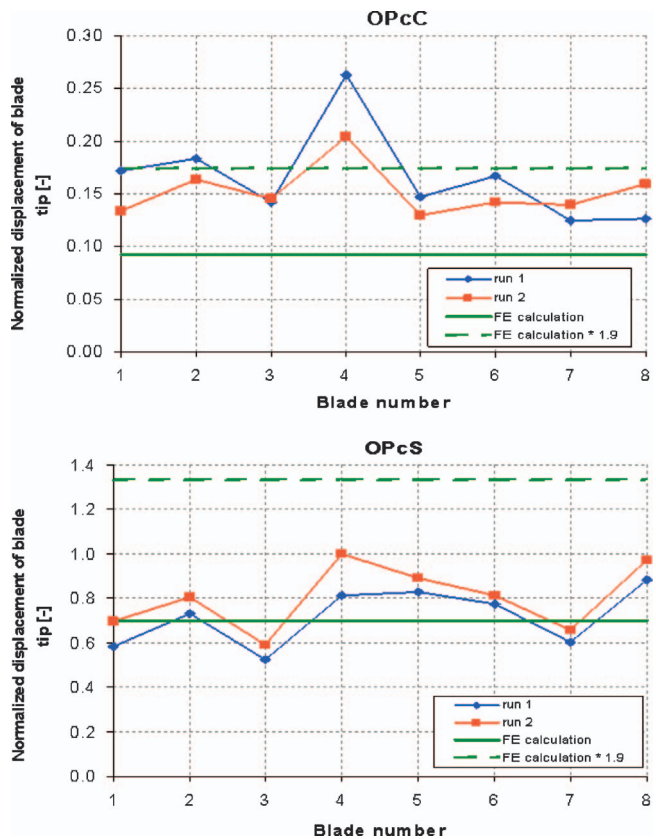 OPcC
Normalized displacement of blade
tip [-]
0.30
0.25
0.20
0.15
0.10
0.05
0.00
run 1
run 2
FE calculation
FE calculation * 1.9
1 2 3 4 5 6 7 8
Blade number
OPcS
Normalized displacement of blade
tip [-]
1.4
1.2
1.0
0.8
0.6
0.4
0.2
0.0
run 1
run 2
FE calculation
FE calculation * 1.9
1 2 3 4 5 6 7 8
Blade number